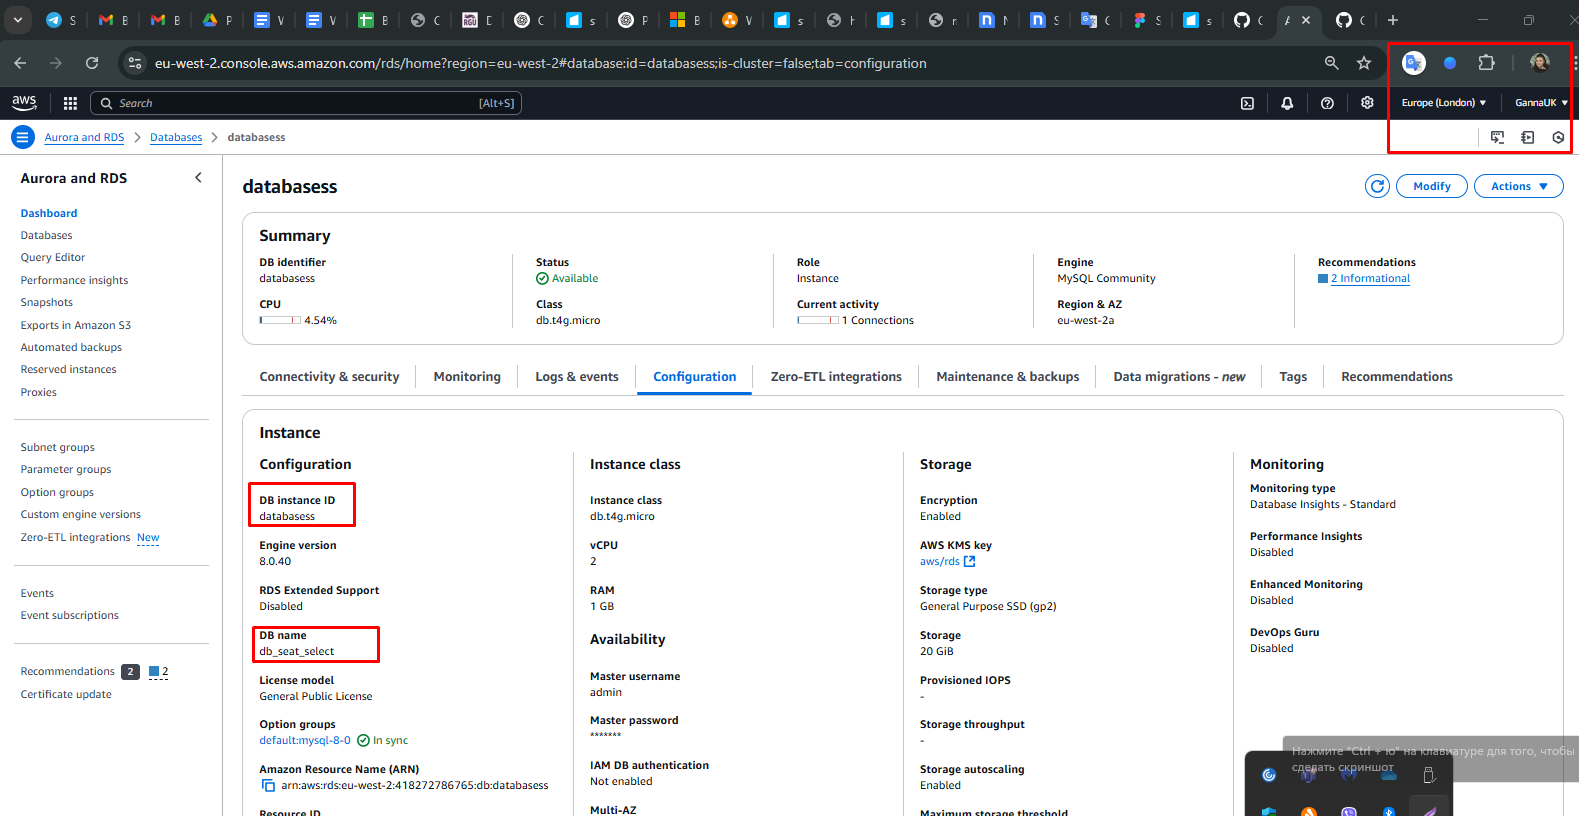 eu-west-2.console.aws.amazon.com/rds/home?region=eu-west-2#database:id=databasess;is-cluster=false;tab=configuration
aws
Search
[Alt+S]
Europe (London)
GannaUK
Aurora and RDS
Databases
databasess
Aurora and RDS
Dashboard
Databases
Query Editor
Performance insights
Snapshots
Exports in Amazon S3
Automated backups
Reserved instances
Proxies
Subnet groups
Parameter groups
Option groups
Custom engine versions
Zero-ETL integrations New
Events
Event subscriptions
Recommendations 2 2
Certificate update
databasess
Modify
Actions
Summary
DB identifier
databasess
CPU
4.54%
Status
Available
Class
db.t4g.micro
Role
Instance
Current activity
1 Connections
Engine
MySQL Community
Region & AZ
eu-west-2a
Recommendations
2 Informational
Connectivity & security
Monitoring
Logs & events
Configuration
Zero-ETL integrations
Maintenance & backups
Data migrations - new
Tags
Recommendations
Instance
Configuration
DB instance ID
databasess
Engine version
8.0.40
RDS Extended Support
Disabled
DB name
db_seat_select
License model
General Public License
Option groups
default:mysql-8-0 In sync
Amazon Resource Name (ARN)
arn:aws:rds:eu-west-2:418272786765:db:databasess
Resource ID
Instance class
Instance class
db.t4g.micro
vCPU
2
RAM
1 GB
Availability
Master username
admin
Master password
*******
IAM DB authentication
Not enabled
Multi-AZ
Storage
Encryption
Enabled
AWS KMS key
aws/rds
Storage type
General Purpose SSD (gp2)
Storage
20 GiB
Provisioned IOPS
-
Storage throughput
-
Storage autoscaling
Enabled
Maximum storage threshold
Monitoring
Monitoring type
Database Insights - Standard
Performance Insights
Disabled
Enhanced Monitoring
Disabled
DevOps Guru
Disabled
Нажмите "Ctrl + ю" на клавиатуре для того, чтобы
сделать скриншот